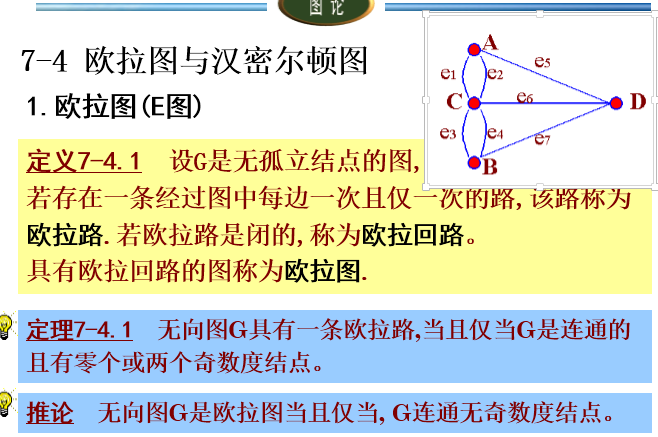 图 论
7-4 欧拉图与汉密尔顿图
1.欧拉图(E图)
A
e1
e2
e5
C
e6
D
e3
e4
e7
B
定义7-4.1 设G是无孤立结点的图,
若存在一条经过图中每边一次且仅一次的路,该路称为
欧拉路.若欧拉路是闭的,称为欧拉回路。
具有欧拉回路的图称为欧拉图.
定理7-4.1 无向图G具有一条欧拉路,当且仅当G是连通的
且有零个或两个奇数度结点。
推论 无向图G是欧拉图当且仅当, G连通无奇数度结点。